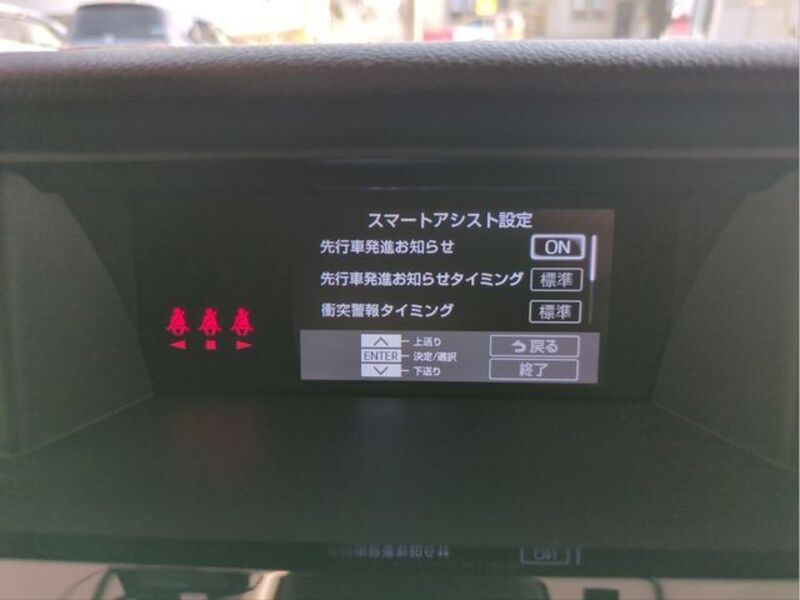 スマートアシスト設定
先行車発進お知らせ ON
先行車発進お知らせタイミング 標準
衝突警報タイミング 標準
上送り
ENTER 決定/選択
下送り
戻る
終了